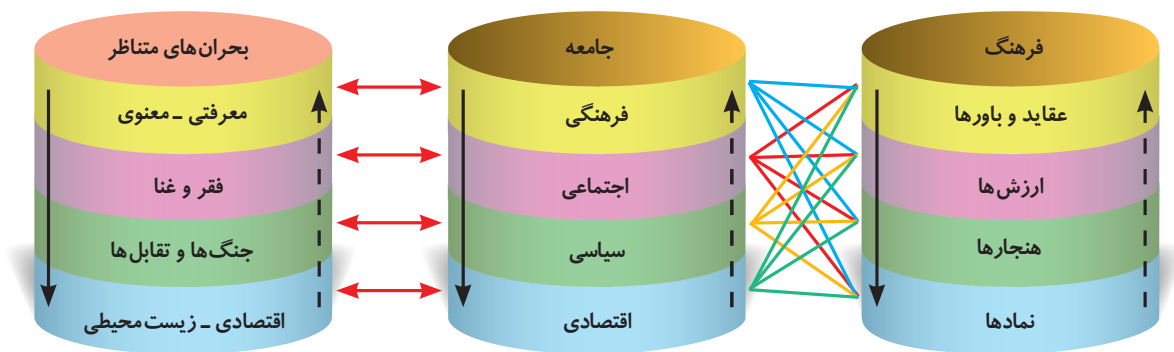 فرهنگ
عقاید و باورها
ارزش‌ها
هنجارها
نمادها
جامعه
فرهنگی
اجتماعی
سیاسی
اقتصادی
بحران‌های متناظر
معرفتی ـ معنوی
فقر و غنا
جنگ‌ها و تقابل‌ها
اقتصادی ـ زیست محیطی